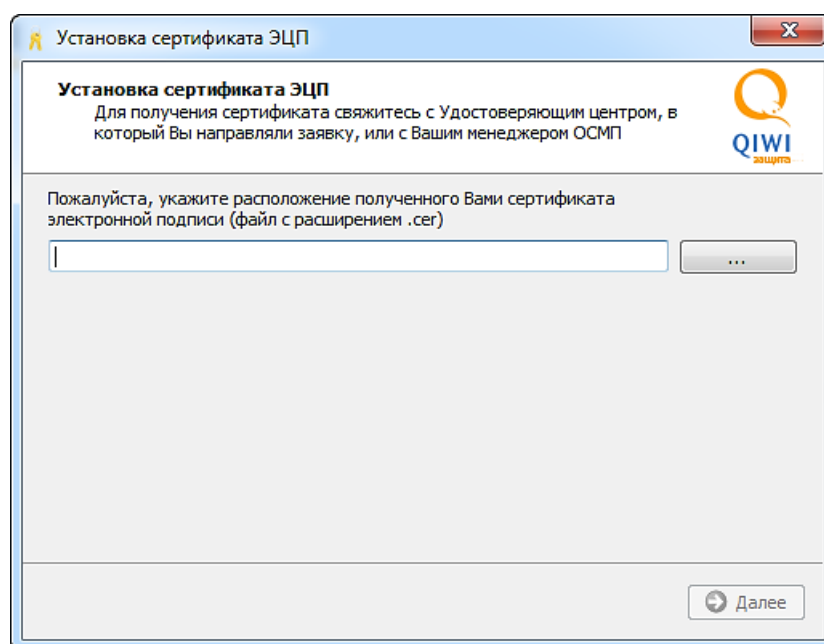 Установка сертификата ЭЦП
Установка сертификата ЭЦП
Для получения сертификата свяжитесь с Удостоверяющим центром, в
который Вы направляли заявку, или с Вашим менеджером ОСМП
QIWI
защита
Пожалуйста, укажите расположение полученного Вами сертификата
электронной подписи (файл с расширением .cer)
...
Далее